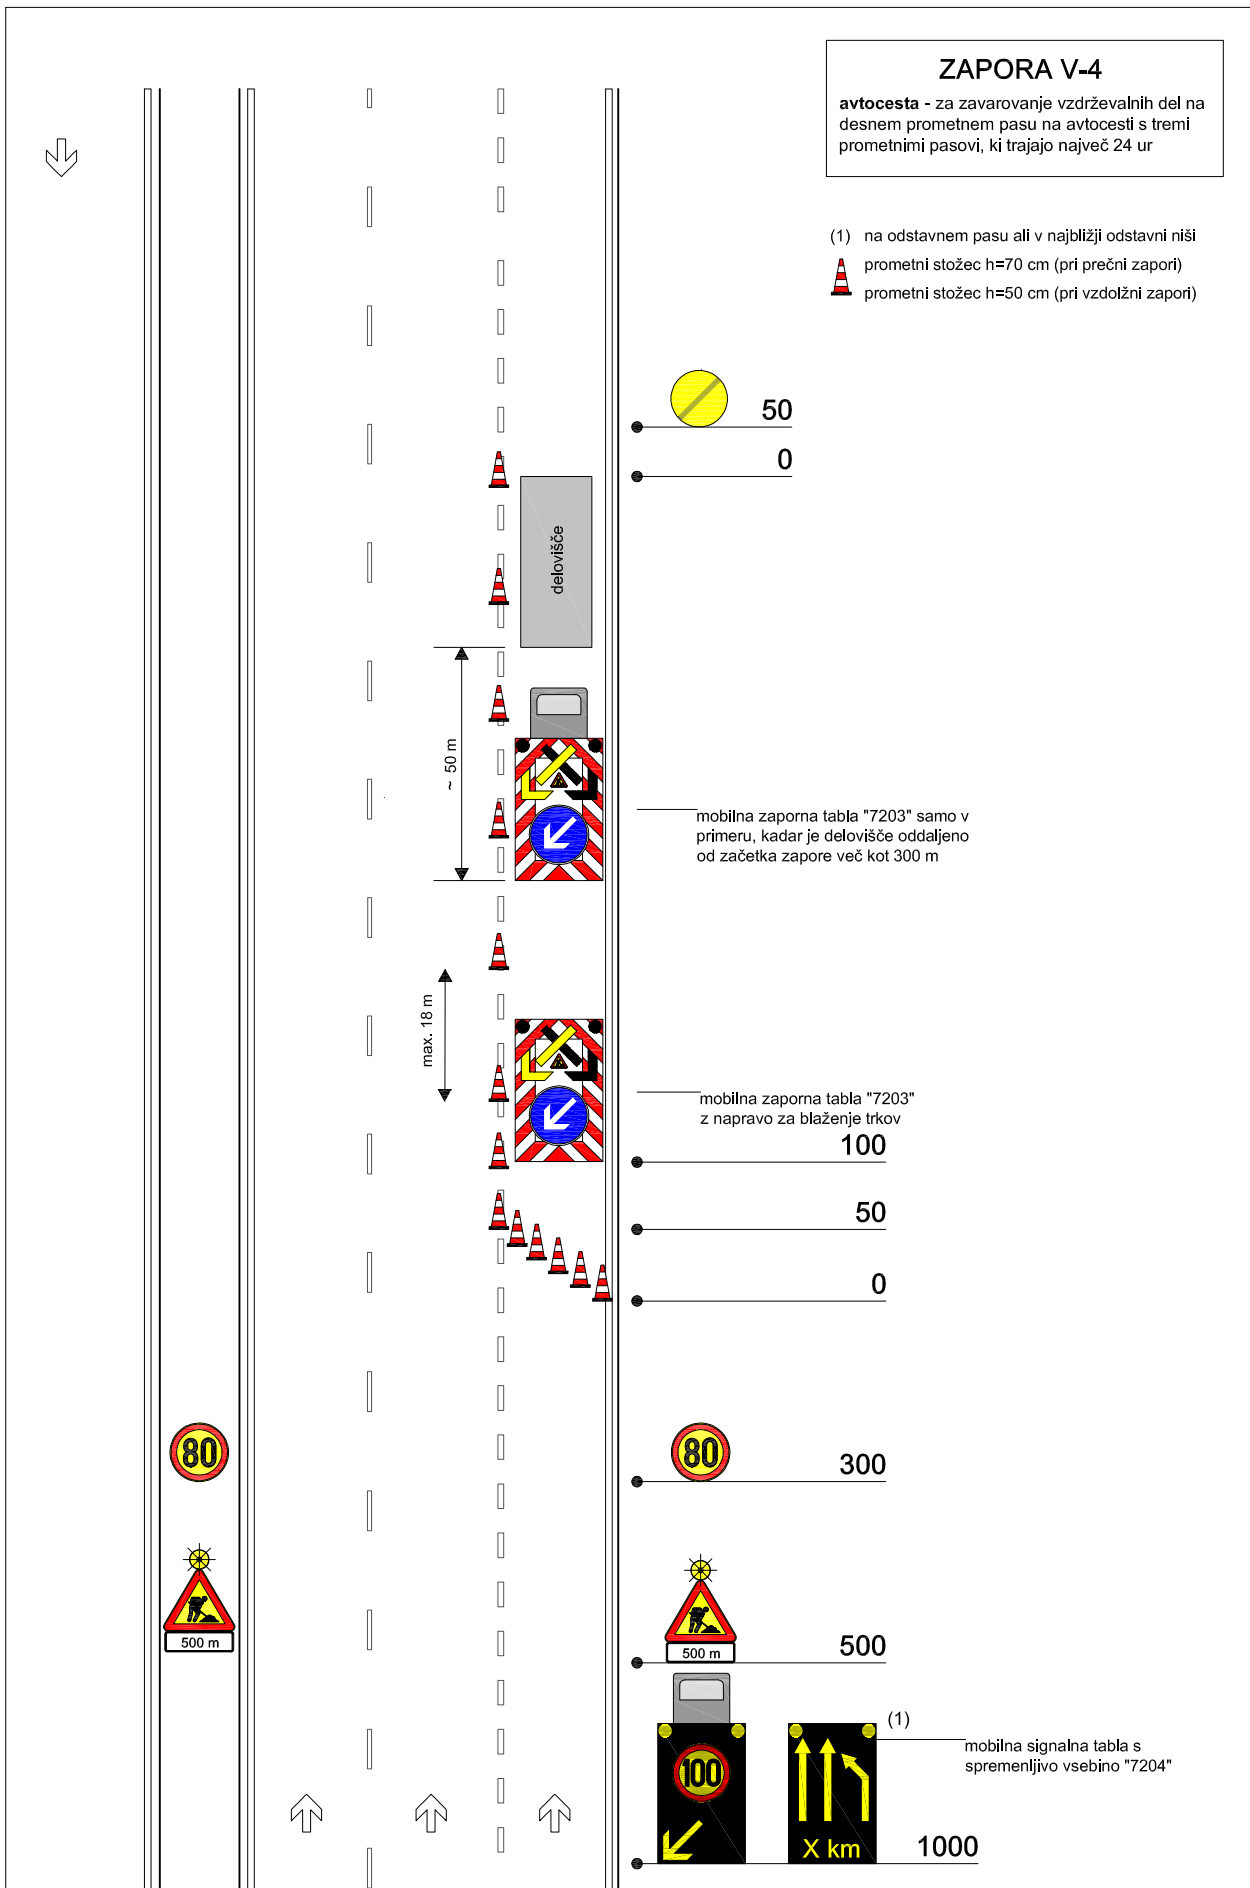 ZAPORA V-4
avtocesta - za zavarovanje vzdrževalnih del na
desnem prometnem pasu na avtocesti s tremi
prometnimi pasovi, ki trajajo največ 24 ur
(1) na odstavnem pasu ali v najbližji odstavni niši
prometni stožec h=70 cm (pri prečni zapori)
prometni stožec h=50 cm (pri vzdolžni zapori)
50
0
delovišče
~ 50 m
mobilna zaporna tabla "7203" samo v
primeru, kadar je delovišče oddaljeno
od začetka zapore več kot 300 m
max. 18 m
mobilna zaporna tabla "7203"
z napravo za blaženje trkov
100
50
0
80
80
300
500 m
500 m
500
(1)
mobilna signalna tabla s
spremenljivo vsebino "7204"
100
X km
1000